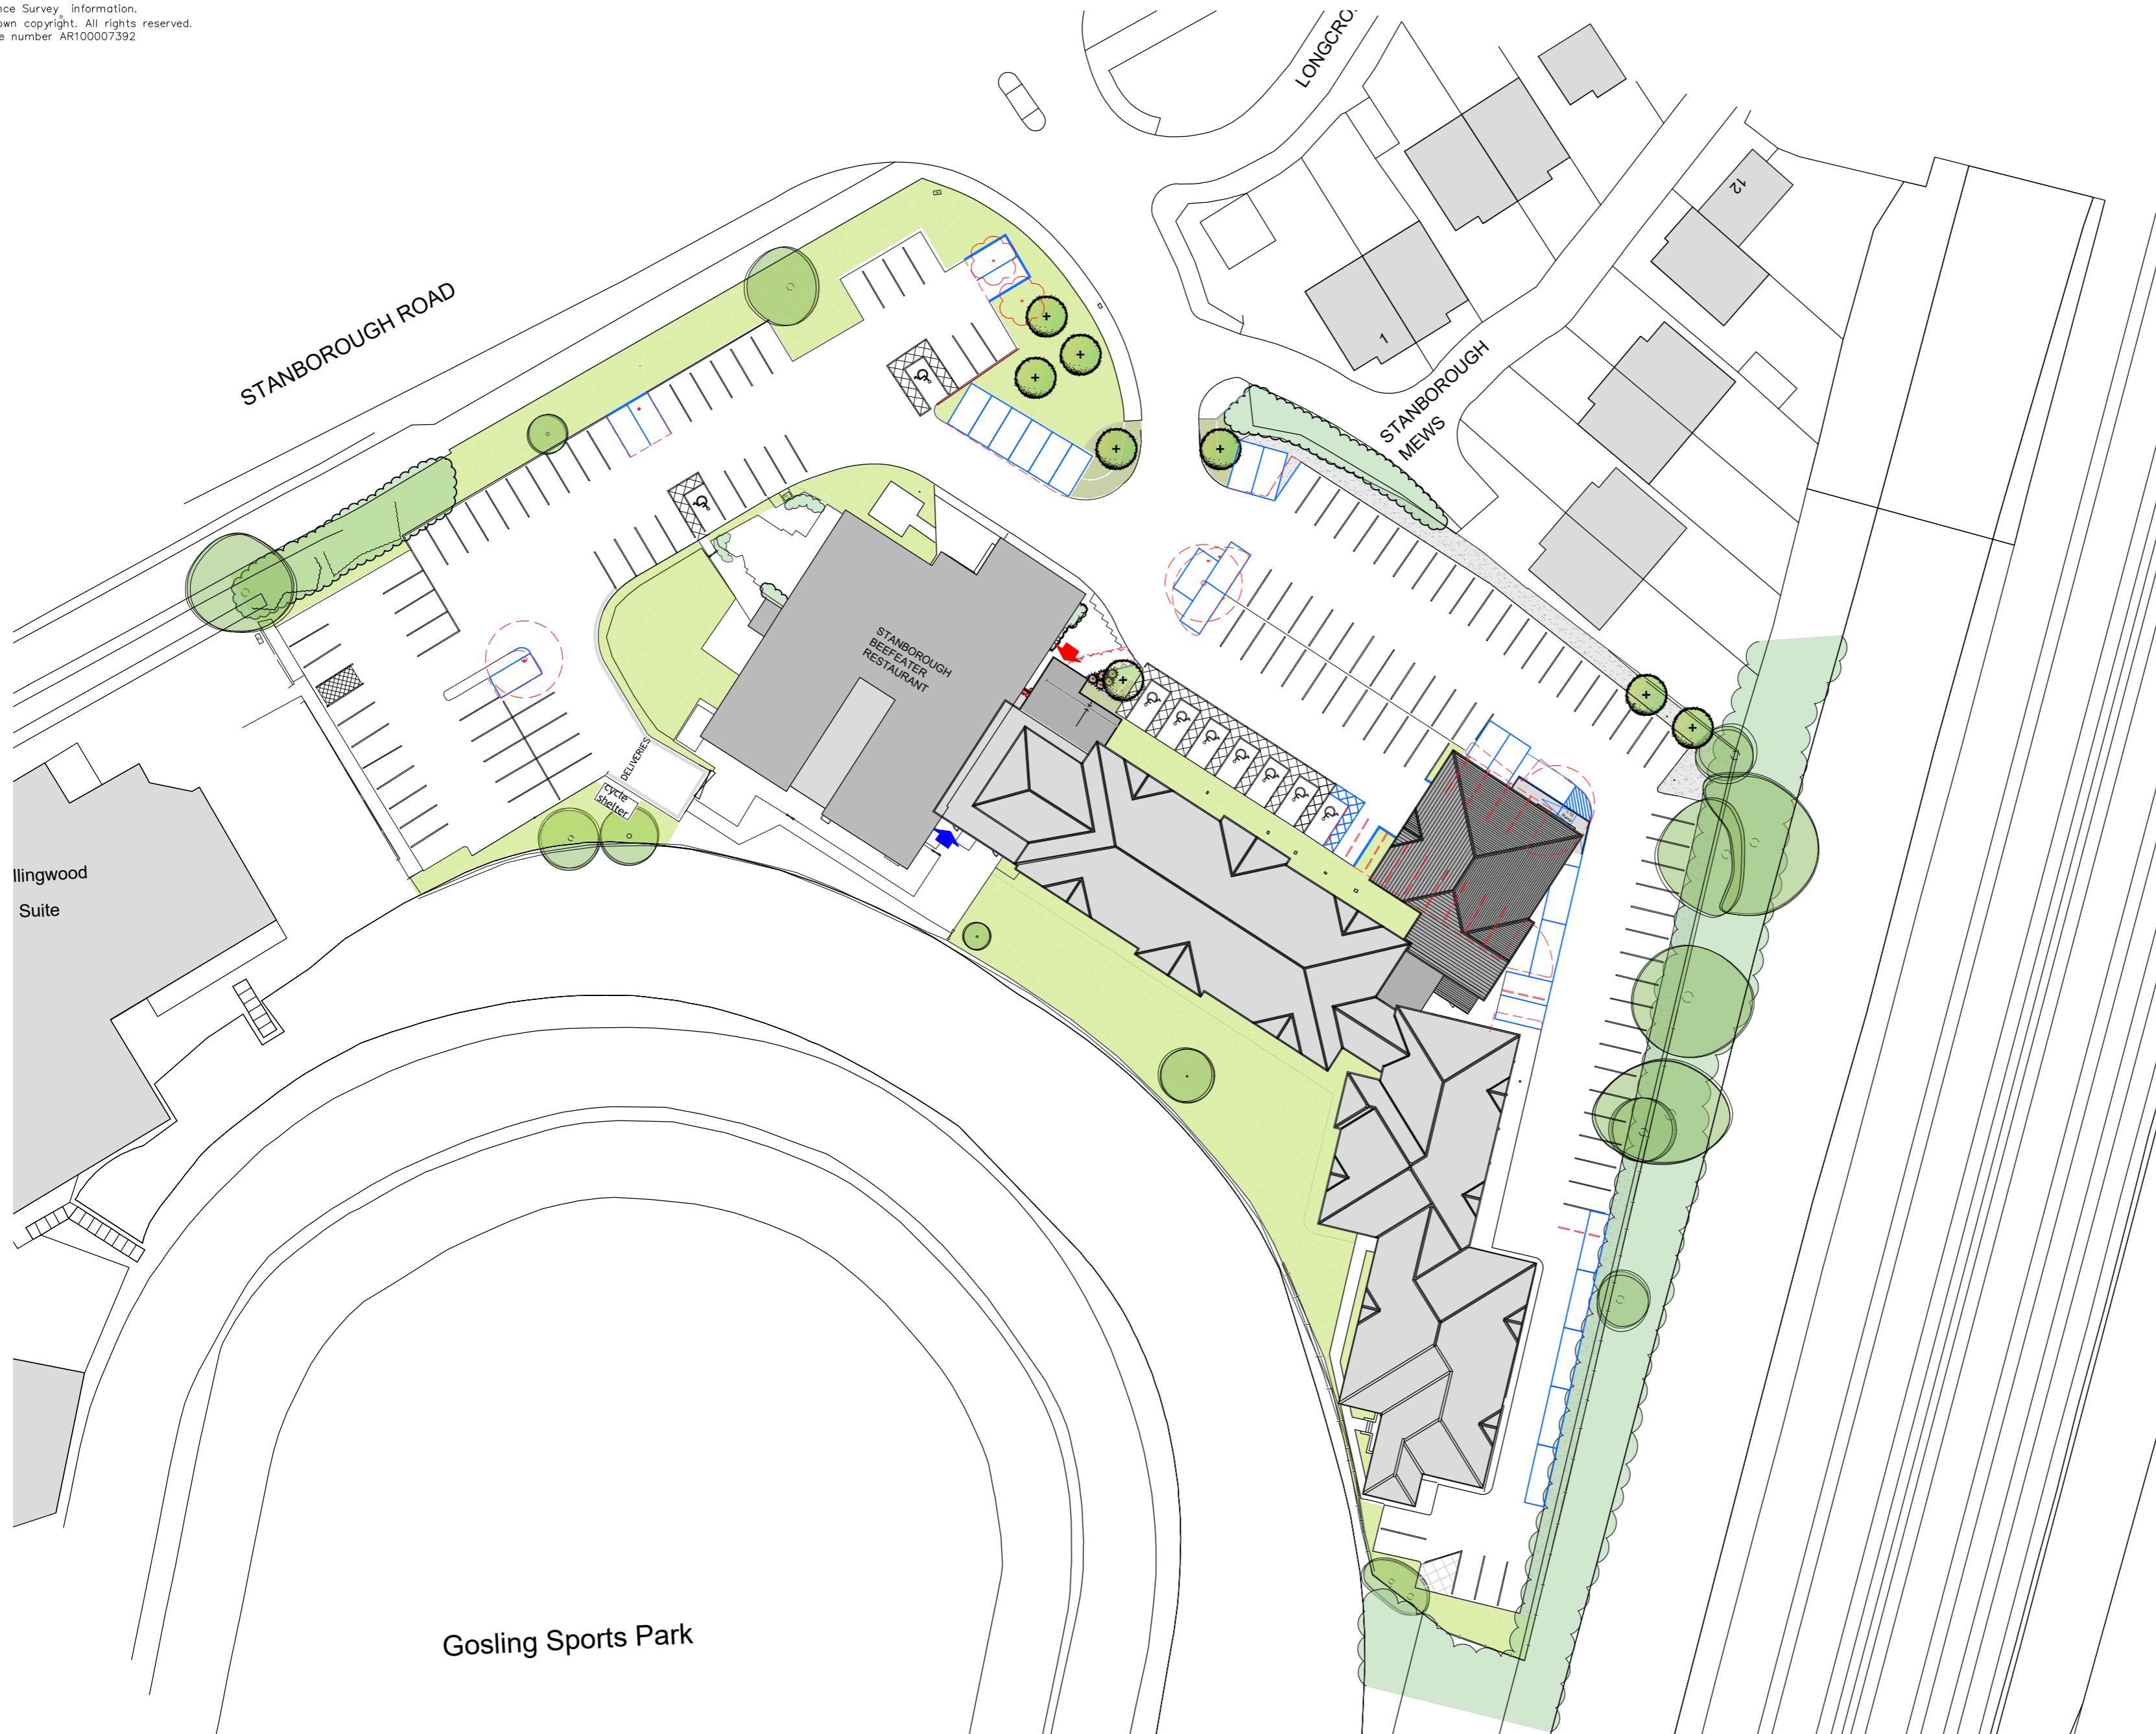 nce Survey information.
own copyright. All rights reserved.
e number AR100007392
LONGCRO
12
STANBOROUGH ROAD
1
STANBOROUGH
MEWS
STANBOROUGH
BEEFEATER
RESTAURANT
DELIVERIES
cycle
shelter
llingwood
Suite
Gosling Sports Park